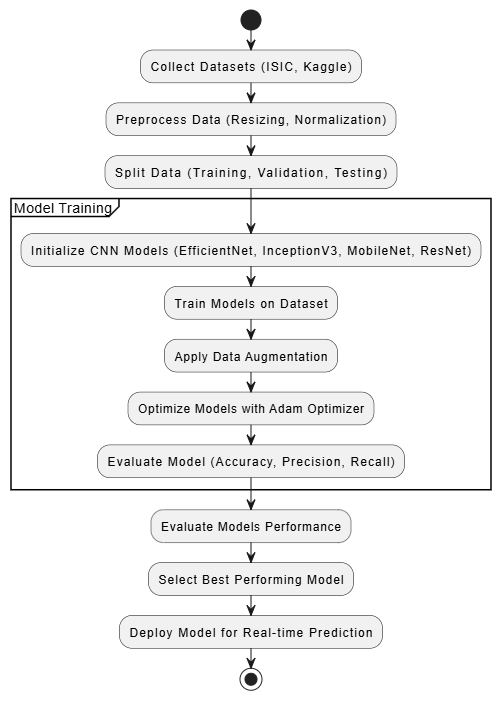 Collect Datasets (ISIC, Kaggle)
Preprocess Data (Resizing, Normalization)
Split Data (Training, Validation, Testing)
Model Training
Initialize CNN Models (EfficientNet, InceptionV3, MobileNet, ResNet)
Train Models on Dataset
Apply Data Augmentation
Optimize Models with Adam Optimizer
Evaluate Model (Accuracy, Precision, Recall)
Evaluate Models Performance
Select Best Performing Model
Deploy Model for Real-time Prediction